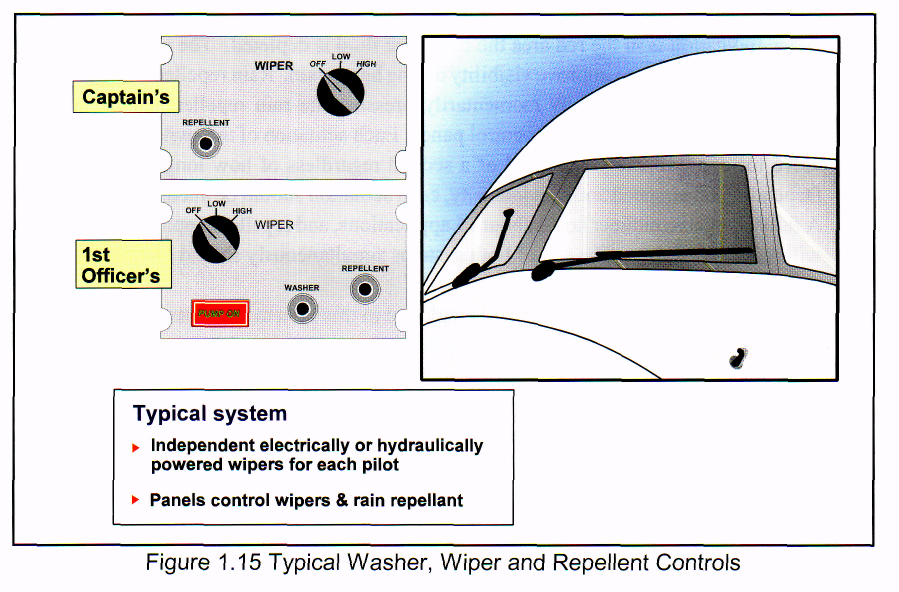 Captain's
WIPER
OFF
LOW
HIGH
REPELLENT
1st
Officer's
OFF
LOW
HIGH
WIPER
REPELLENT
WASHER
PUMP ON
Typical system
Independent electrically or hydraulically
powered wipers for each pilot
Panels control wipers & rain repellant
Figure 1.15 Typical Washer, Wiper and Repellent Controls